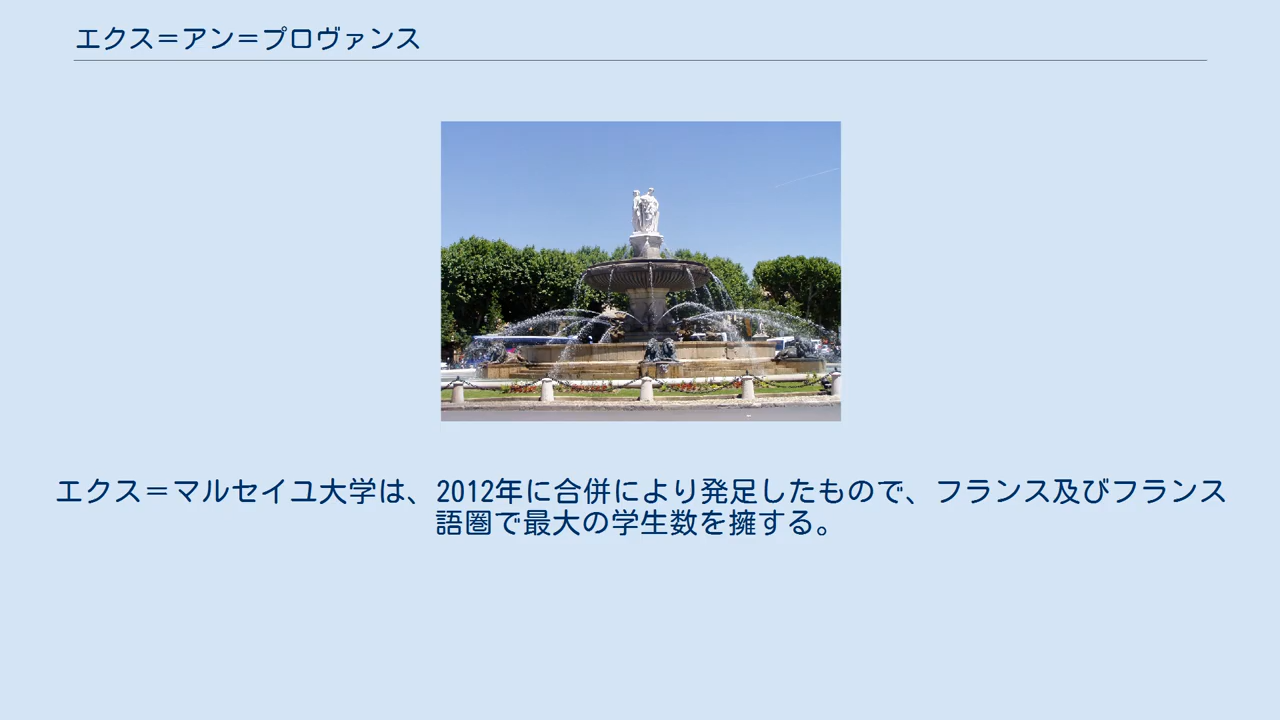 エクス＝アン＝プロヴァンス
エクス＝マルセイユ大学は、2012年に合併により発足したもので、フランス及びフランス
語圏で最大の学生数を擁する。